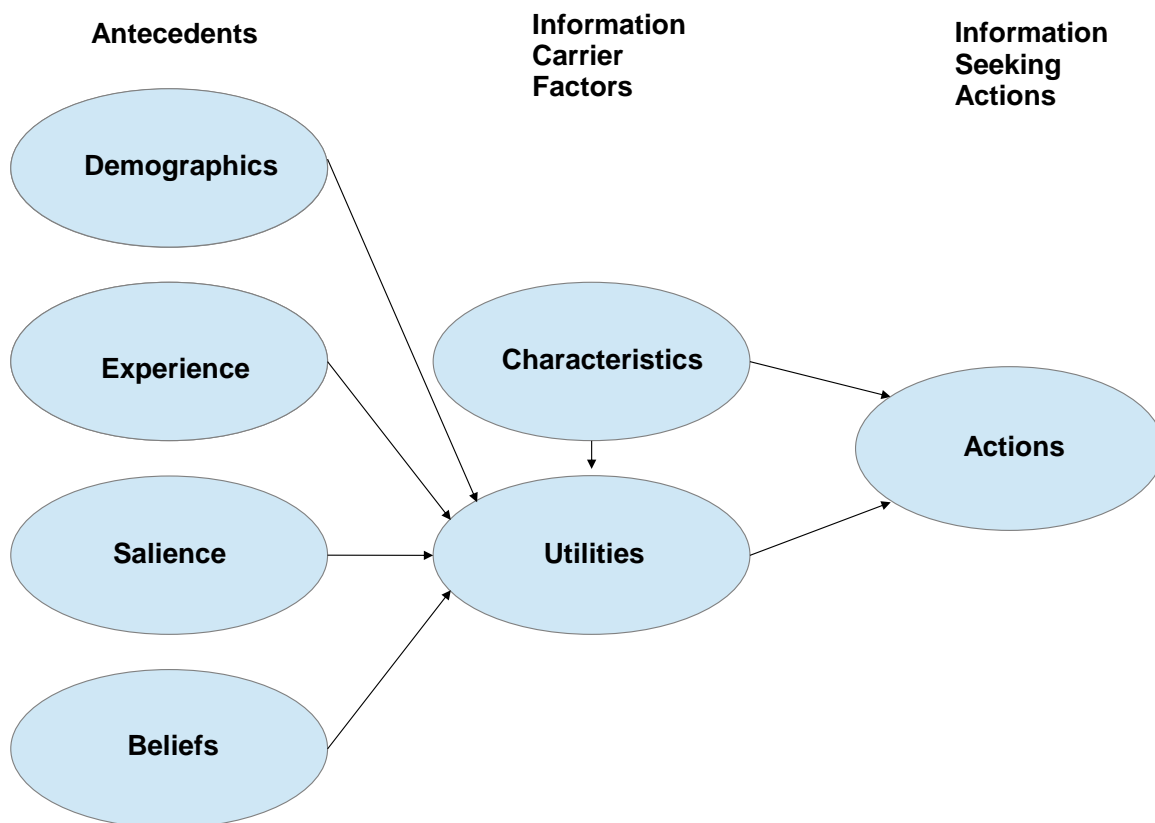 Antecedents
Information
Carrier
Factors
Information
Seeking
Actions
Demographics
Experience
Characteristics
Actions
Salience
Utilities
Beliefs